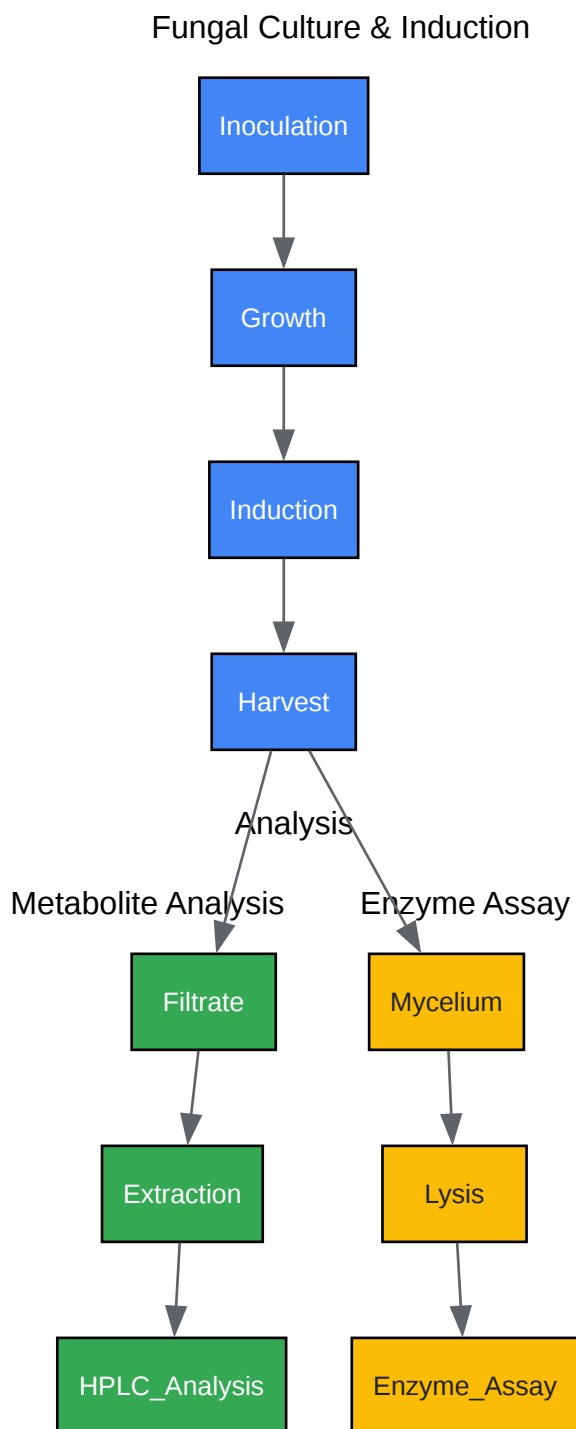 Fungal Culture & Induction
Inoculation
Growth
Induction
Harvest
Analysis
Metabolite Analysis
Enzyme Assay
Filtrate
Mycelium
Extraction
Lysis
HPLC_Analysis
Enzyme_Assay